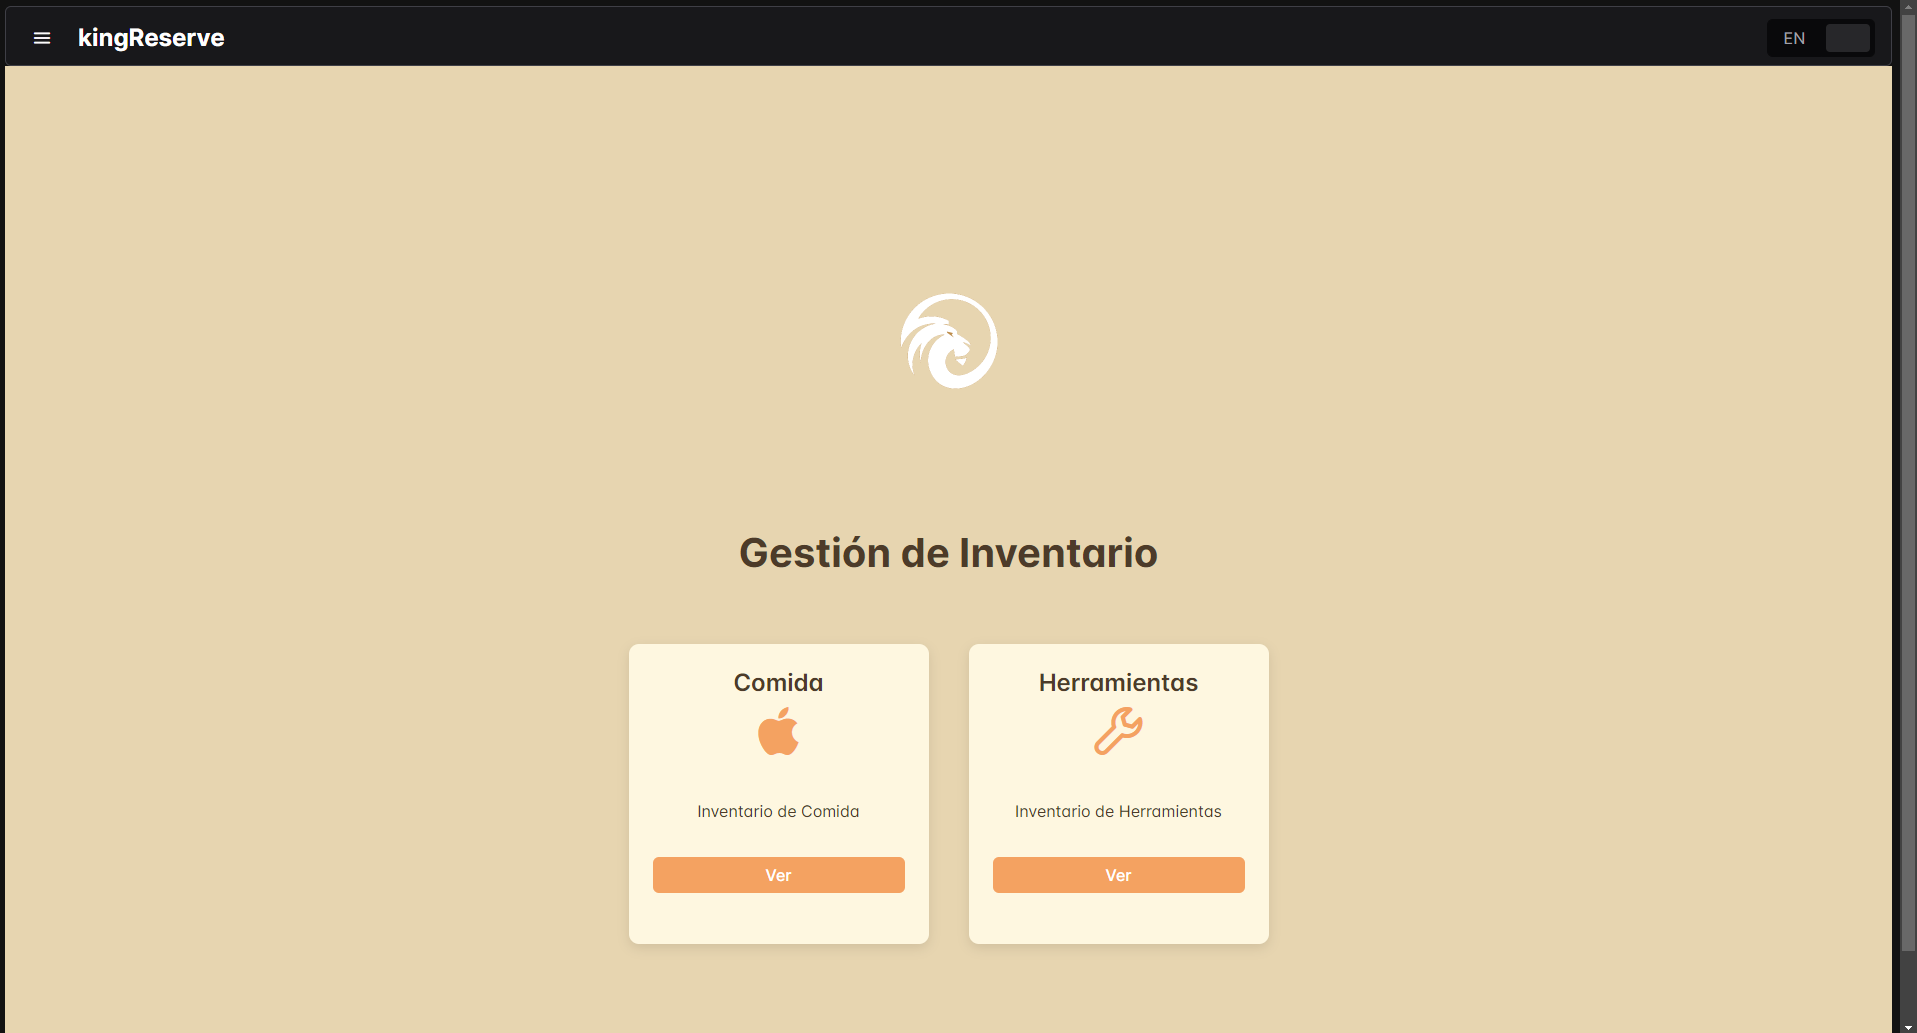 kingReserve
EN
Gestión de Inventario
Comida
Herramientas
Inventario de Comida
Inventario de Herramientas
Ver
Ver